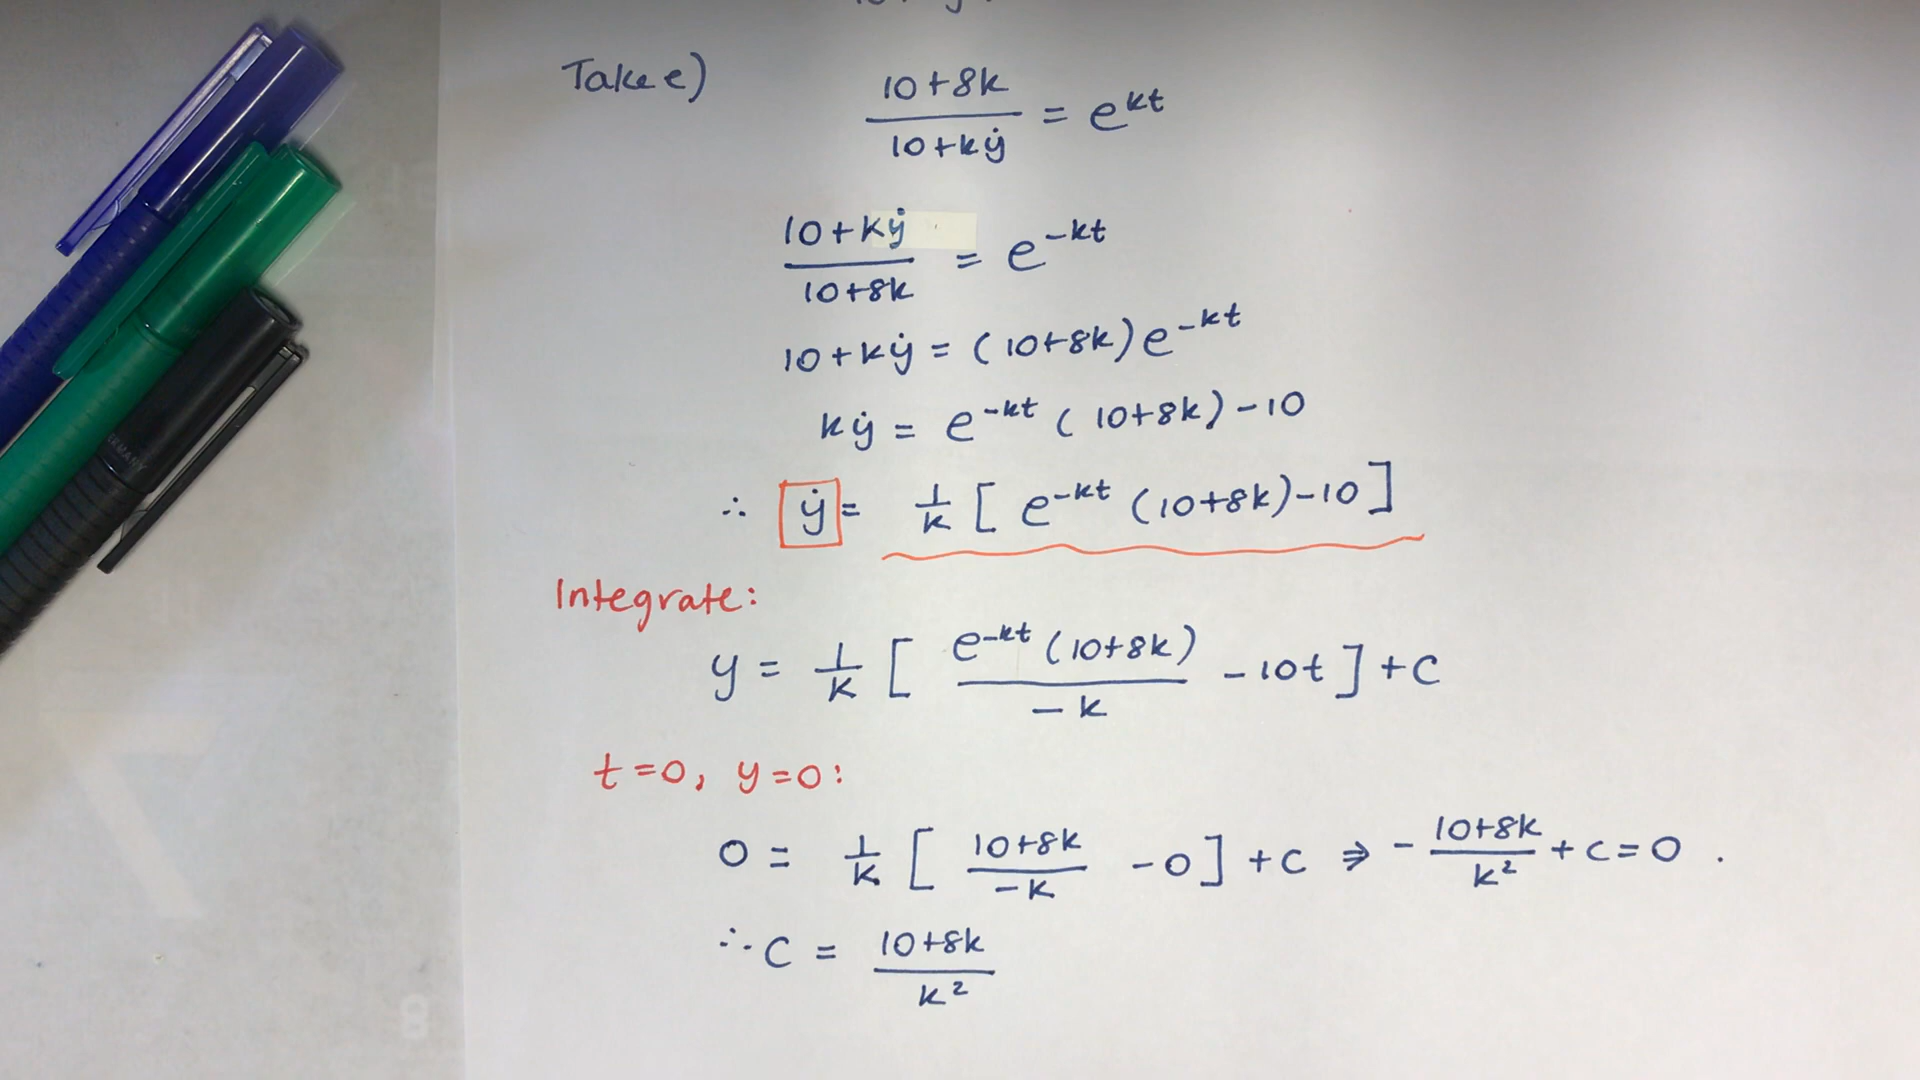 Take e)
(10+8k)/(10+kẏ) = e^kt
(10+kẏ)/(10+8k) = e^-kt
10+kẏ = (10+8k)e^-kt
kẏ = e^-kt (10+8k)-10
∴ ẏ = 1/k [e^-kt (10+8k)-10]
Integrate:
y = 1/k [ e^-kt (10+8k)/-k - 10t ] + C
t=0, y=0:
0 = 1/k [ (10+8k)/-k - 0 ] + C ⇒ - (10+8k)/k² + C = 0 .
∴ C = (10+8k)/k²